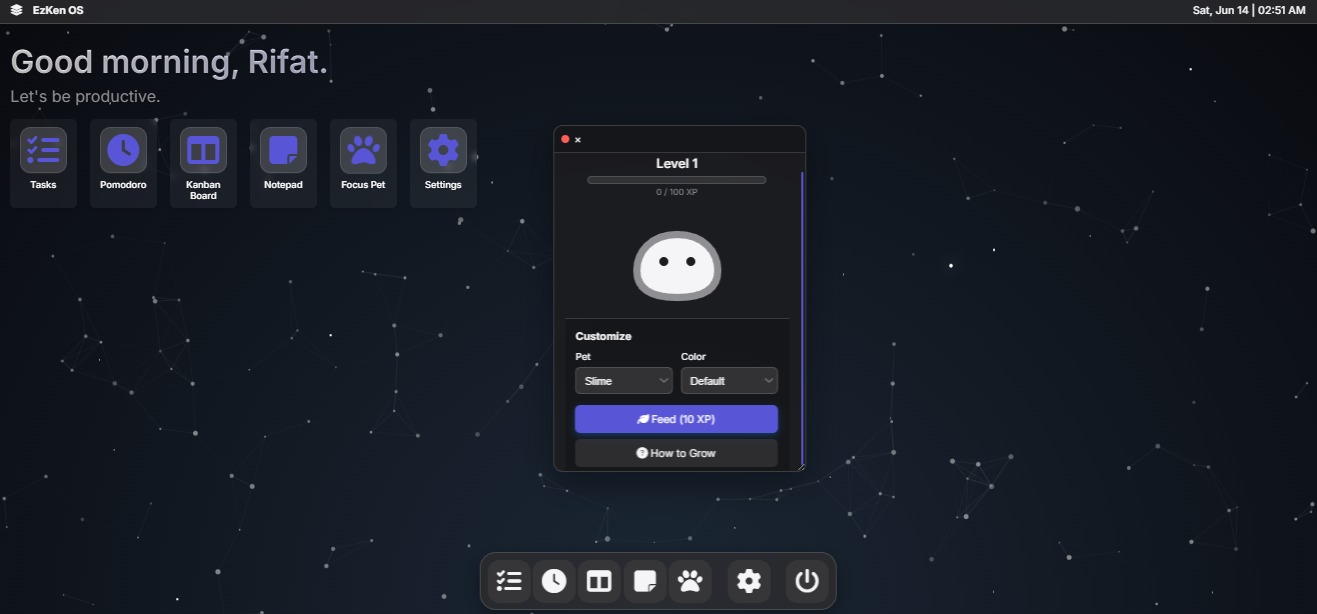 EzKen OS
Sat, Jun 14 | 02:51 AM
Good morning, Rifat.
Let's be productive.
Tasks
Pomodoro
Kanban
Board
Notepad
Focus Pet
Settings
×
Level 1
0 / 100 XP
Customize
Pet
Color
Slime
Default
Feed (10 XP)
How to Grow